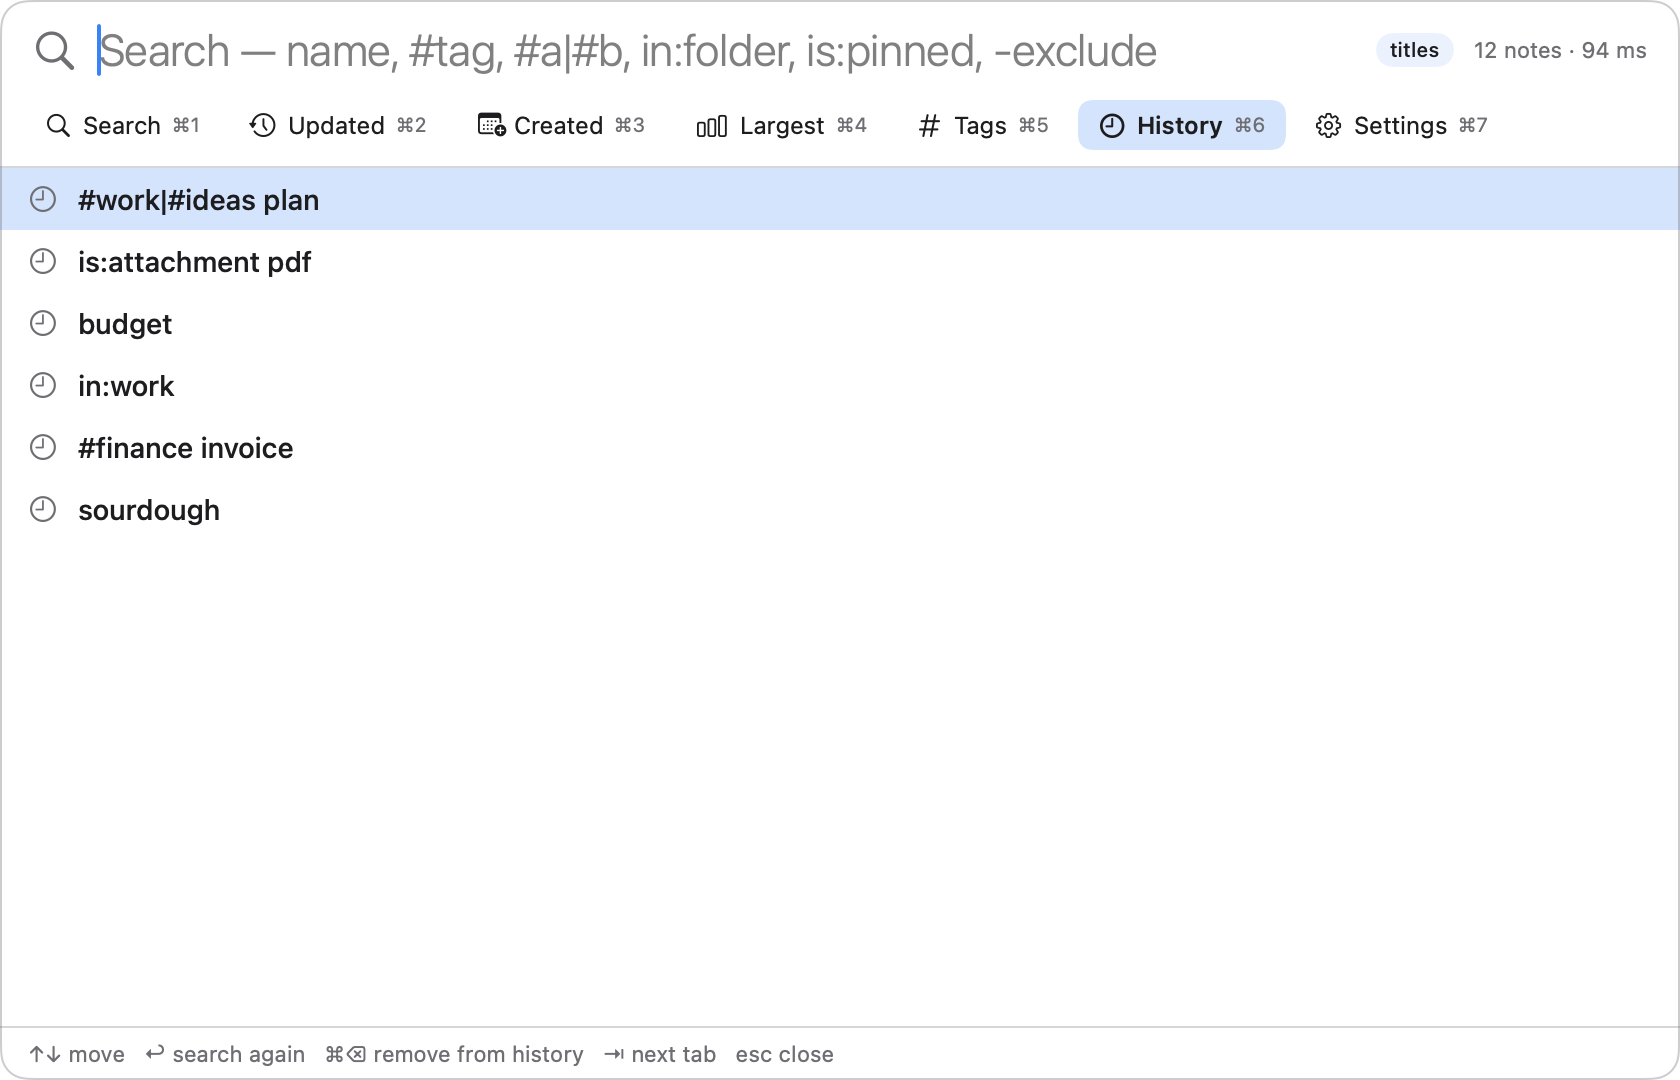 Search — name, #tag, #a|#b, in:folder, is:pinned, -exclude titles 12 notes · 94 ms
Search ⌘1 Updated ⌘2 Created ⌘3 Largest ⌘4 # Tags ⌘5 History ⌘6 Settings ⌘7
#work|#ideas plan
is:attachment pdf
budget
in:work
#finance invoice
sourdough
↑↓ move ↩ search again ⌘⌫ remove from history ⇥ next tab esc close